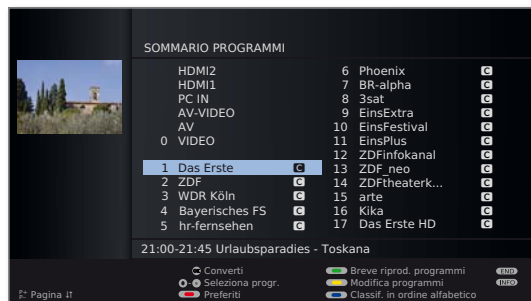 SOMMARIO PROGRAMMI
HDMI2
HDMI1
PC IN
AV-VIDEO
AV
0 VIDEO
1 Das Erste C
2 ZDF C
3 WDR Köln C
4 Bayerisches FS C
5 hr-fernsehen C
6 Phoenix C
7 BR-alpha C
8 3sat C
9 EinsExtra C
10 EinsFestival C
11 EinsPlus C
12 ZDFinfokanal C
13 ZDF_neo C
14 ZDFtheaterk... C
15 arte C
16 Kika C
17 Das Erste HD C
21:00-21:45 Urlaubsparadies - Toskana
OK Converti
0-9 Seleziona progr.
Preferiti
Breve riprod. programmi END
Modifica programmi INFO
Classif. in ordine alfabetico
P+ P- Pagina ↓↑